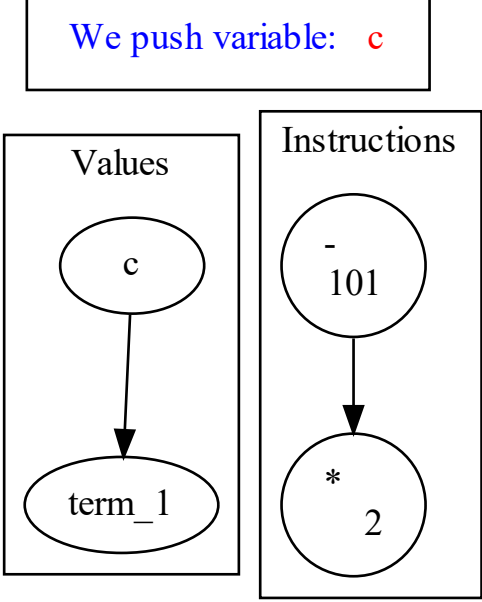 We push variable: c
Values
c
term_1
Instructions
-
101
*
2